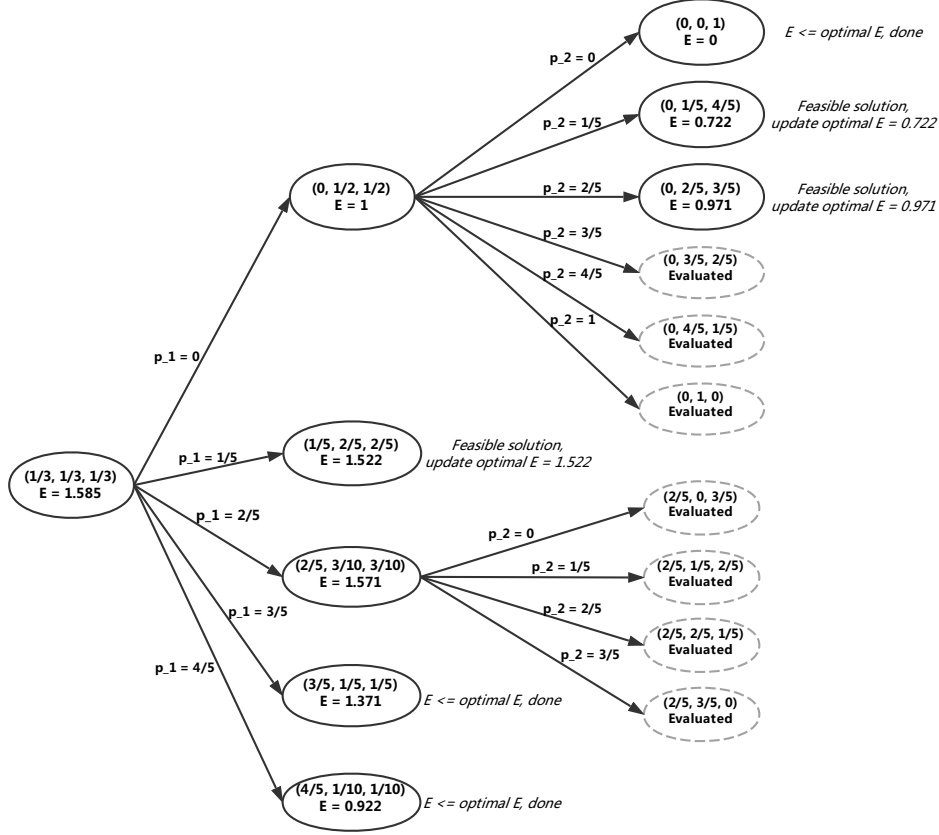 (0, 0, 1)
E = 0
E <= optimal E, done
p_2 = 0
(0, 1/5, 4/5)
E = 0.722
Feasible solution,
update optimal E = 0.722
p_2 = 1/5
(0, 1/2, 1/2)
E = 1
p_2 = 2/5
(0, 2/5, 3/5)
E = 0.971
Feasible solution,
update optimal E = 0.971
p_2 = 3/5
(0, 3/5, 2/5)
Evaluated
p_2 = 4/5
(0, 4/5, 1/5)
Evaluated
p_2 = 1
(0, 1, 0)
Evaluated
p_1 = 0
(1/3, 1/3, 1/3)
E = 1.585
p_1 = 1/5
(1/5, 2/5, 2/5)
E = 1.522
Feasible solution,
update optimal E = 1.522
p_1 = 2/5
(2/5, 3/10, 3/10)
E = 1.571
p_2 = 0
(2/5, 0, 3/5)
Evaluated
p_2 = 1/5
(2/5, 1/5, 2/5)
Evaluated
p_2 = 2/5
(2/5, 2/5, 1/5)
Evaluated
p_2 = 3/5
(2/5, 3/5, 0)
Evaluated
p_1 = 3/5
(3/5, 1/5, 1/5)
E = 1.371
E <= optimal E, done
p_1 = 4/5
(4/5, 1/10, 1/10)
E = 0.922
E <= optimal E, done